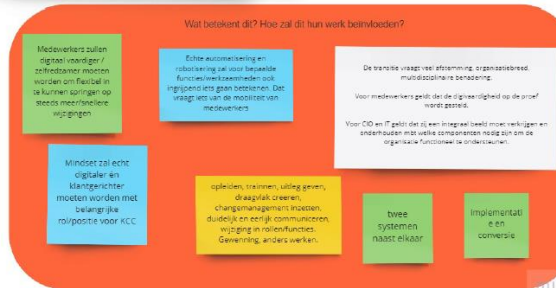 Wat betekent dit? Hoe zal dit hun werk beïnvloeden?
Medewerkers zullen
digitaal vaardiger /
zelfredzamer moeten
worden om flexibel in
te kunnen springen op
steeds meer/snellere
wijzigingen
Echte automatisering en
robotisering zal voor bepaalde
functies/werkzaamheden ook
ingrijpend iets gaan betekenen. Dat
vraagt iets van de mobiliteit van
medewerkers
De transitie vraagt veel afstemming, organisatiebreed,
multidisciplinaire benadering.
Voor medewerkers geldt dat de digivaardigheid op de proef
wordt gesteld.
Voor CIO en IT geldt dat zij een integraal beeld moet verkrijgen en
onderhouden met welke componenten nodig zijn om de
organisatie functioneel te ondersteunen.
Mindset zal echt
digitaler en
klantgerichter
moeten worden met
belangrijke
rol/positie voor KCC
opleiden, trainnen, uitleg geven,
draagvlak creeren,
changemanagement inzetten,
duidelijk en eerlijk communiceren,
wijziging in rollen/functies.
Gewenning, anders werken.
twee
systemen
naast elkaar
Implementati
e en
conversie